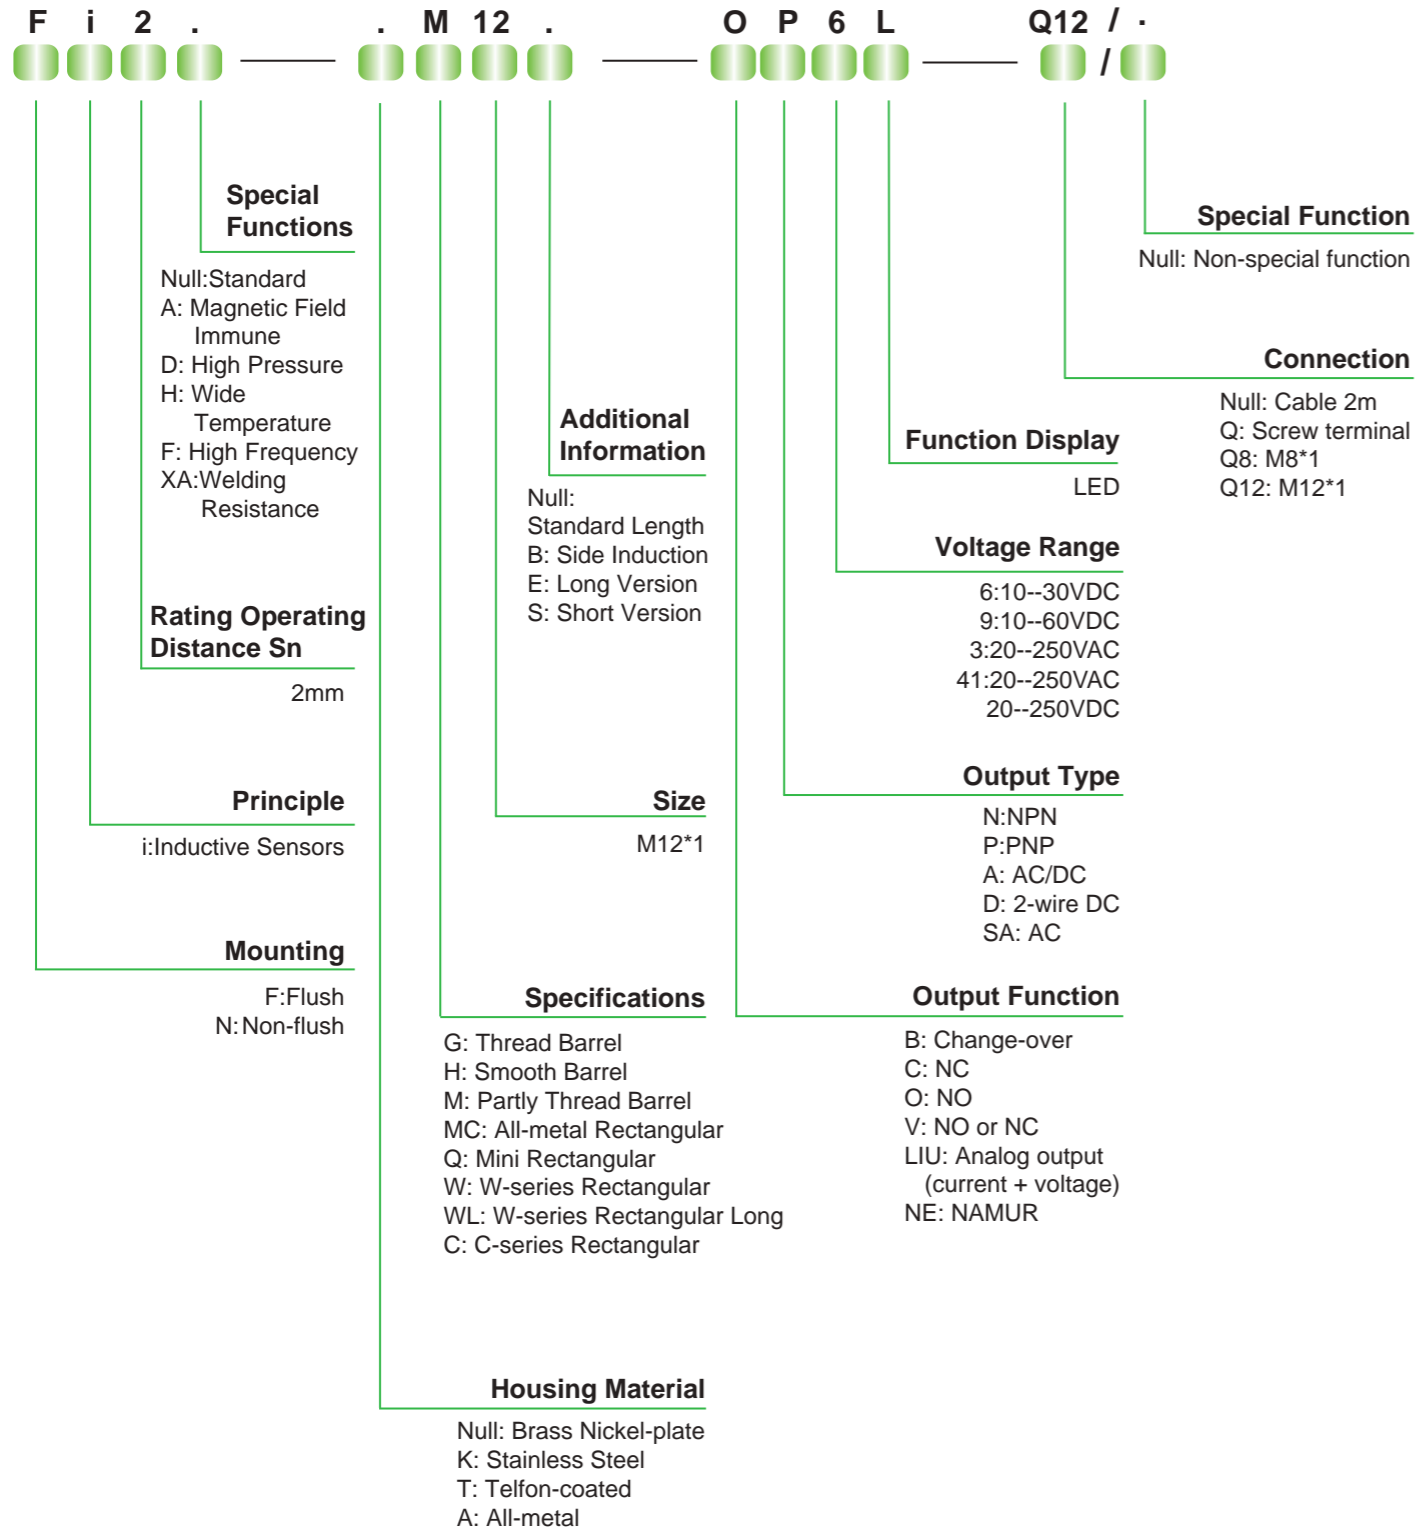 F i 2 . . M 12 . O P 6 L Q12 / ·
/
Special
Functions
Null:Standard
A: Magnetic Field
Immune
D: High Pressure
H: Wide
Temperature
F: High Frequency
XA:Welding
Resistance
Rating Operating
Distance Sn
2mm
Principle
i:Inductive Sensors
Mounting
F:Flush
N:Non-flush
Additional
Information
Null:
Standard Length
B: Side Induction
E: Long Version
S: Short Version
Size
M12*1
Specifications
G: Thread Barrel
H: Smooth Barrel
M: Partly Thread Barrel
MC: All-metal Rectangular
Q: Mini Rectangular
W: W-series Rectangular
WL: W-series Rectangular Long
C: C-series Rectangular
Housing Material
Null: Brass Nickel-plate
K: Stainless Steel
T: Telfon-coated
A: All-metal
Special Function
Null: Non-special function
Connection
Null: Cable 2m
Q: Screw terminal
Q8: M8*1
Q12: M12*1
Function Display
LED
Voltage Range
6:10--30VDC
9:10--60VDC
3:20--250VAC
41:20--250VAC
20--250VDC
Output Type
N:NPN
P:PNP
A: AC/DC
D: 2-wire DC
SA: AC
Output Function
B: Change-over
C: NC
O: NO
V: NO or NC
LIU: Analog output
(current + voltage)
NE: NAMUR